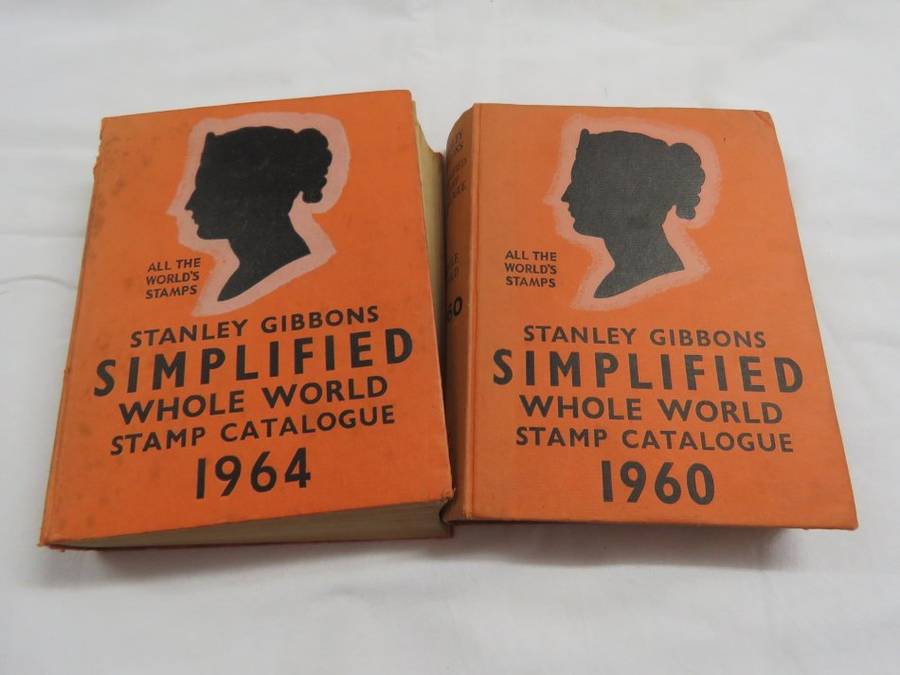 ALL THE
WORLD'S
STAMPS
STANLEY GIBBONS
SIMPLIFIED
WHOLE WORLD
STAMP CATALOGUE
1964
ALL THE
WORLD'S
STAMPS
STANLEY GIBBONS
SIMPLIFIED
WHOLE WORLD
STAMP CATALOGUE
1960